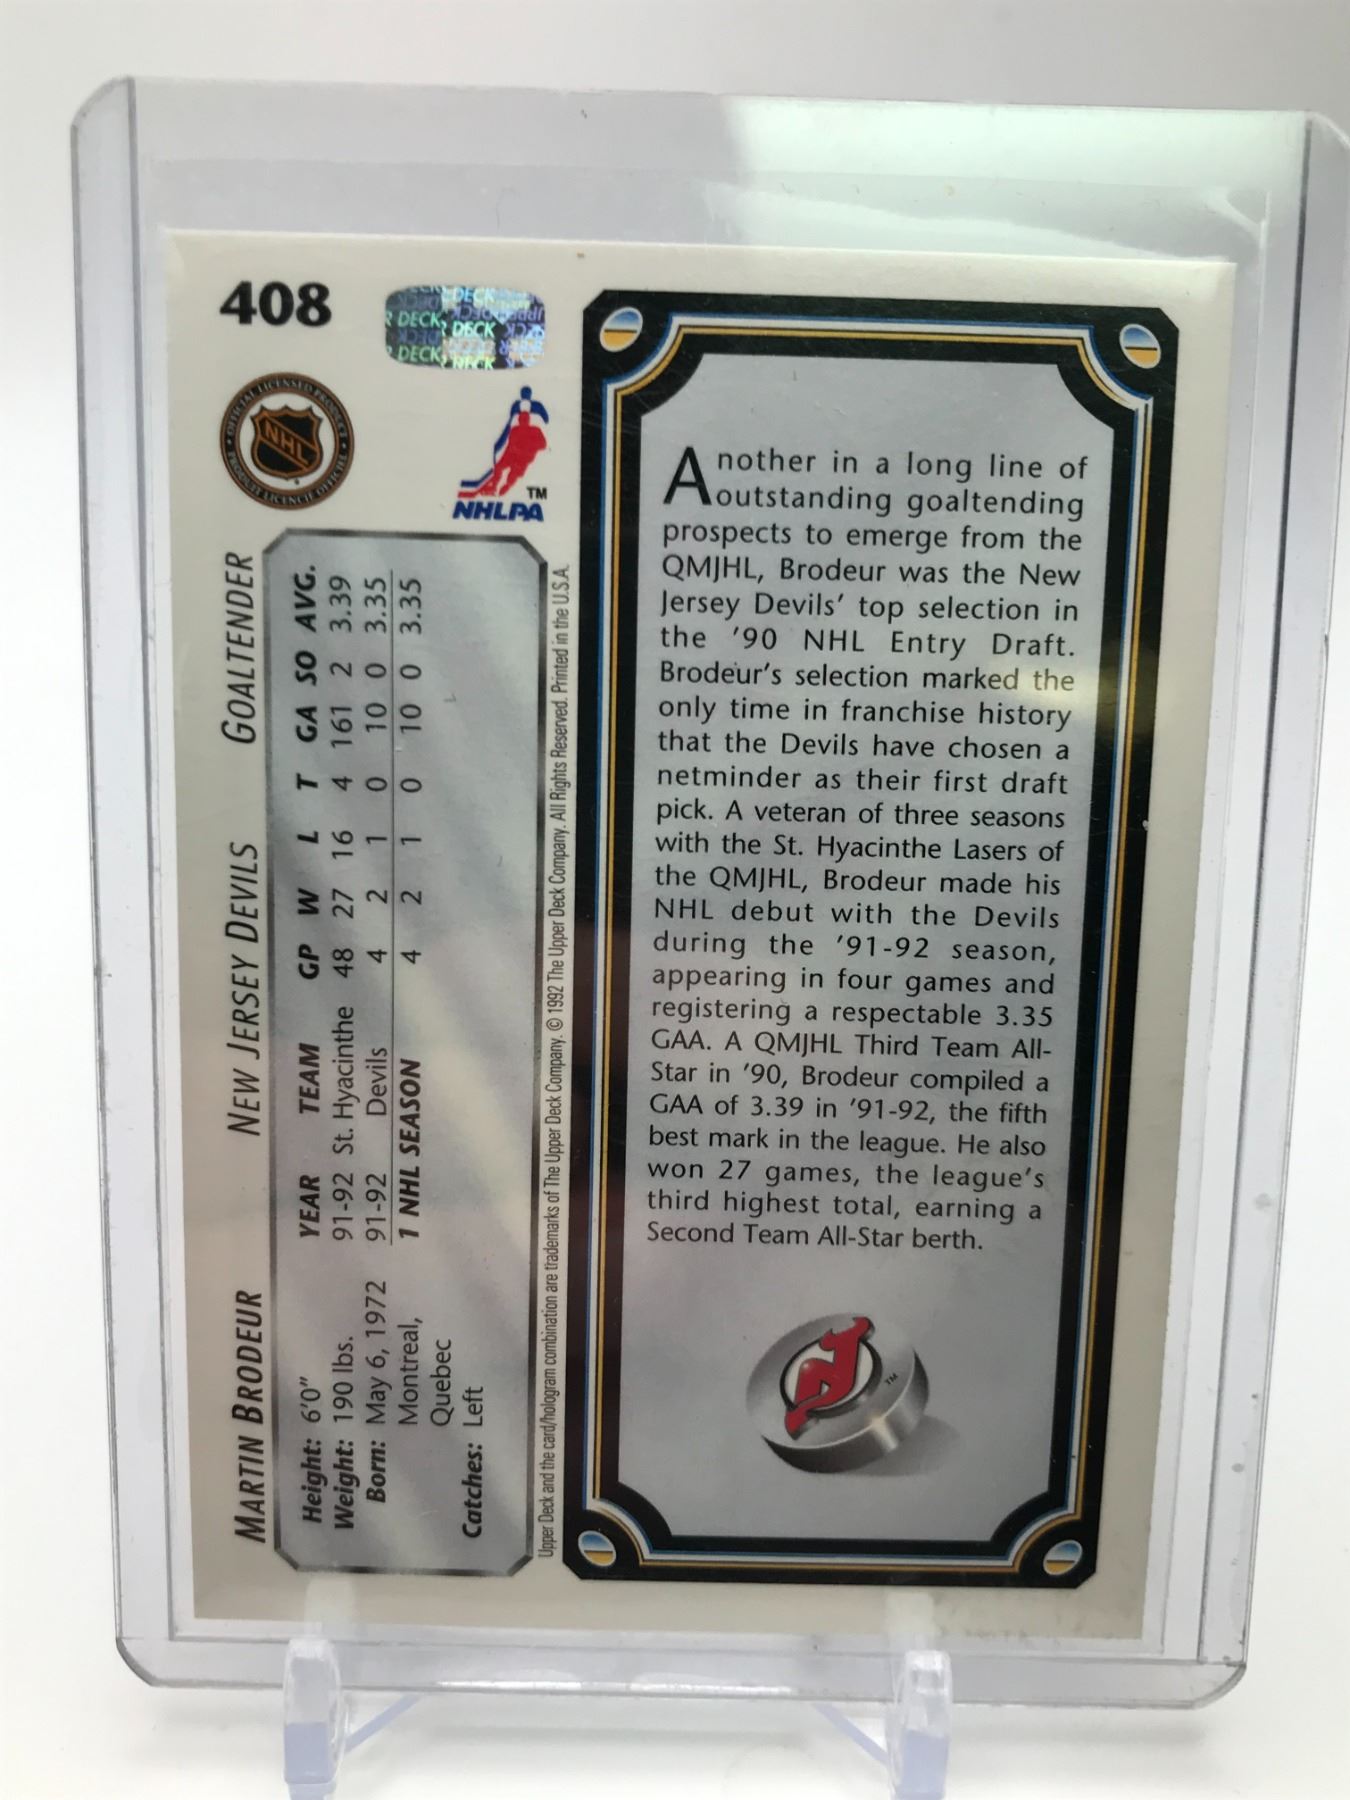 408
DECK
R DECK DECK
DECK DECK
OFFICIAL LICENSED PRODUCT
NHL
PRODUIT LICENCIE OFFICIEL
TM
NHLPA
MARTIN BRODEUR NEW JERSEY DEVILS GOALTENDER
Height: 6'0"
Weight: 190 lbs.
Born: May 6, 1972
Montreal,
Quebec
Catches: Left
YEAR TEAM GP W L T GA SO AVG.
91-92 St. Hyacinthe 48 27 16 4 161 2 3.39
91-92 Devils 4 2 1 0 10 0 3.35
1 NHL SEASON 4 2 1 0 10 0 3.35
Upper Deck and the card/hologram combination are trademarks of The Upper Deck Company. © 1992 The Upper Deck Company. All Rights Reserved. Printed in the U.S.A.
Another in a long line of
outstanding goaltending
prospects to emerge from the
QMJHL, Brodeur was the New
Jersey Devils' top selection in
the '90 NHL Entry Draft.
Brodeur's selection marked the
only time in franchise history
that the Devils have chosen a
netminder as their first draft
pick. A veteran of three seasons
with the St. Hyacinthe Lasers of
the QMJHL, Brodeur made his
NHL debut with the Devils
during the '91-92 season,
appearing in four games and
registering a respectable 3.35
GAA. A QMJHL Third Team All-
Star in '90, Brodeur compiled a
GAA of 3.39 in '91-92, the fifth
best mark in the league. He also
won 27 games, the league's
third highest total, earning a
Second Team All-Star berth.
TM